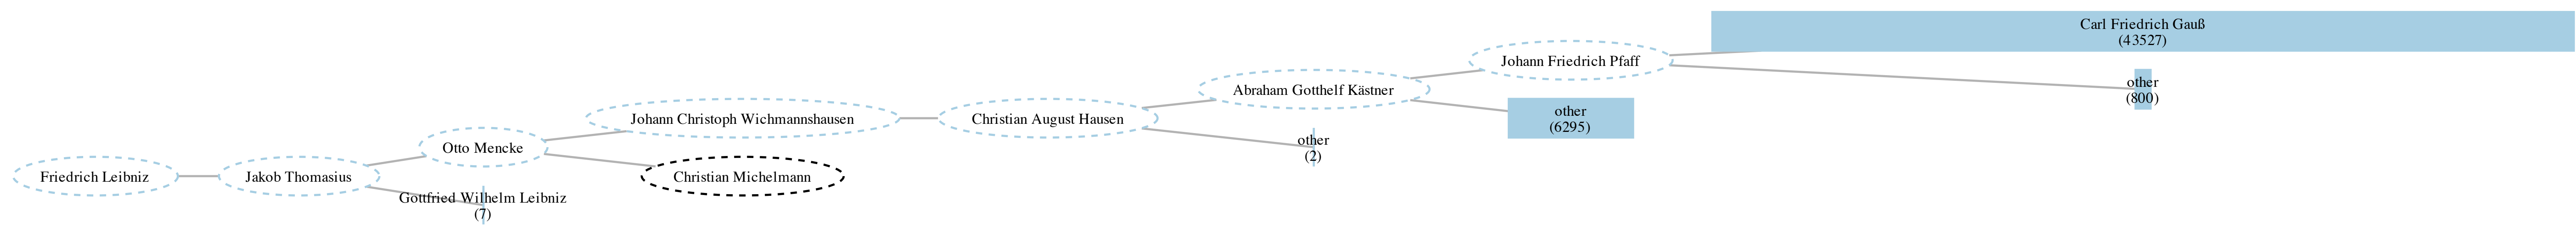 Friedrich Leibniz
Jakob Thomasius
Otto Mencke
Gottfried Wilhelm Leibniz
(7)
Johann Christoph Wichmannshausen
Christian Michelmann
Christian August Hausen
Abraham Gotthelf Kästner
other
(2)
Johann Friedrich Pfaff
other
(6295)
Carl Friedrich Gauß
(43527)
other
(800)